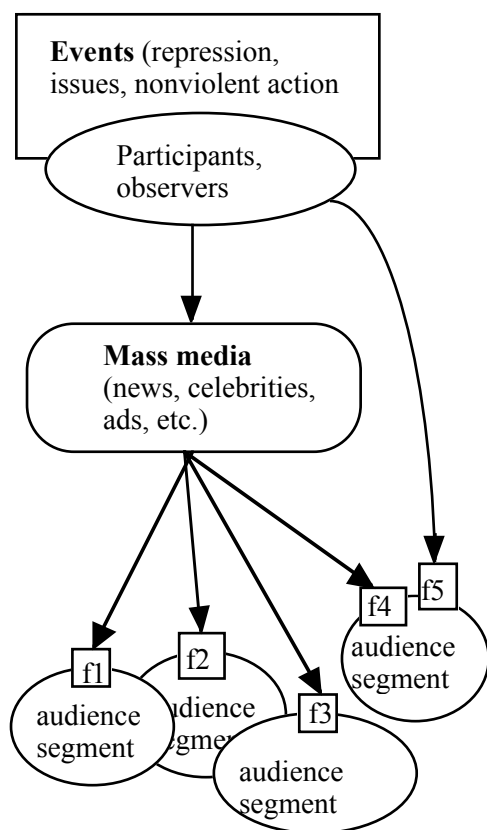 Events (repression,
issues, nonviolent action
Participants,
observers
Mass media
(news, celebrities,
ads, etc.)
f5
f4
audience
segment
f2
f1
f3
audience
segment
audience
segment